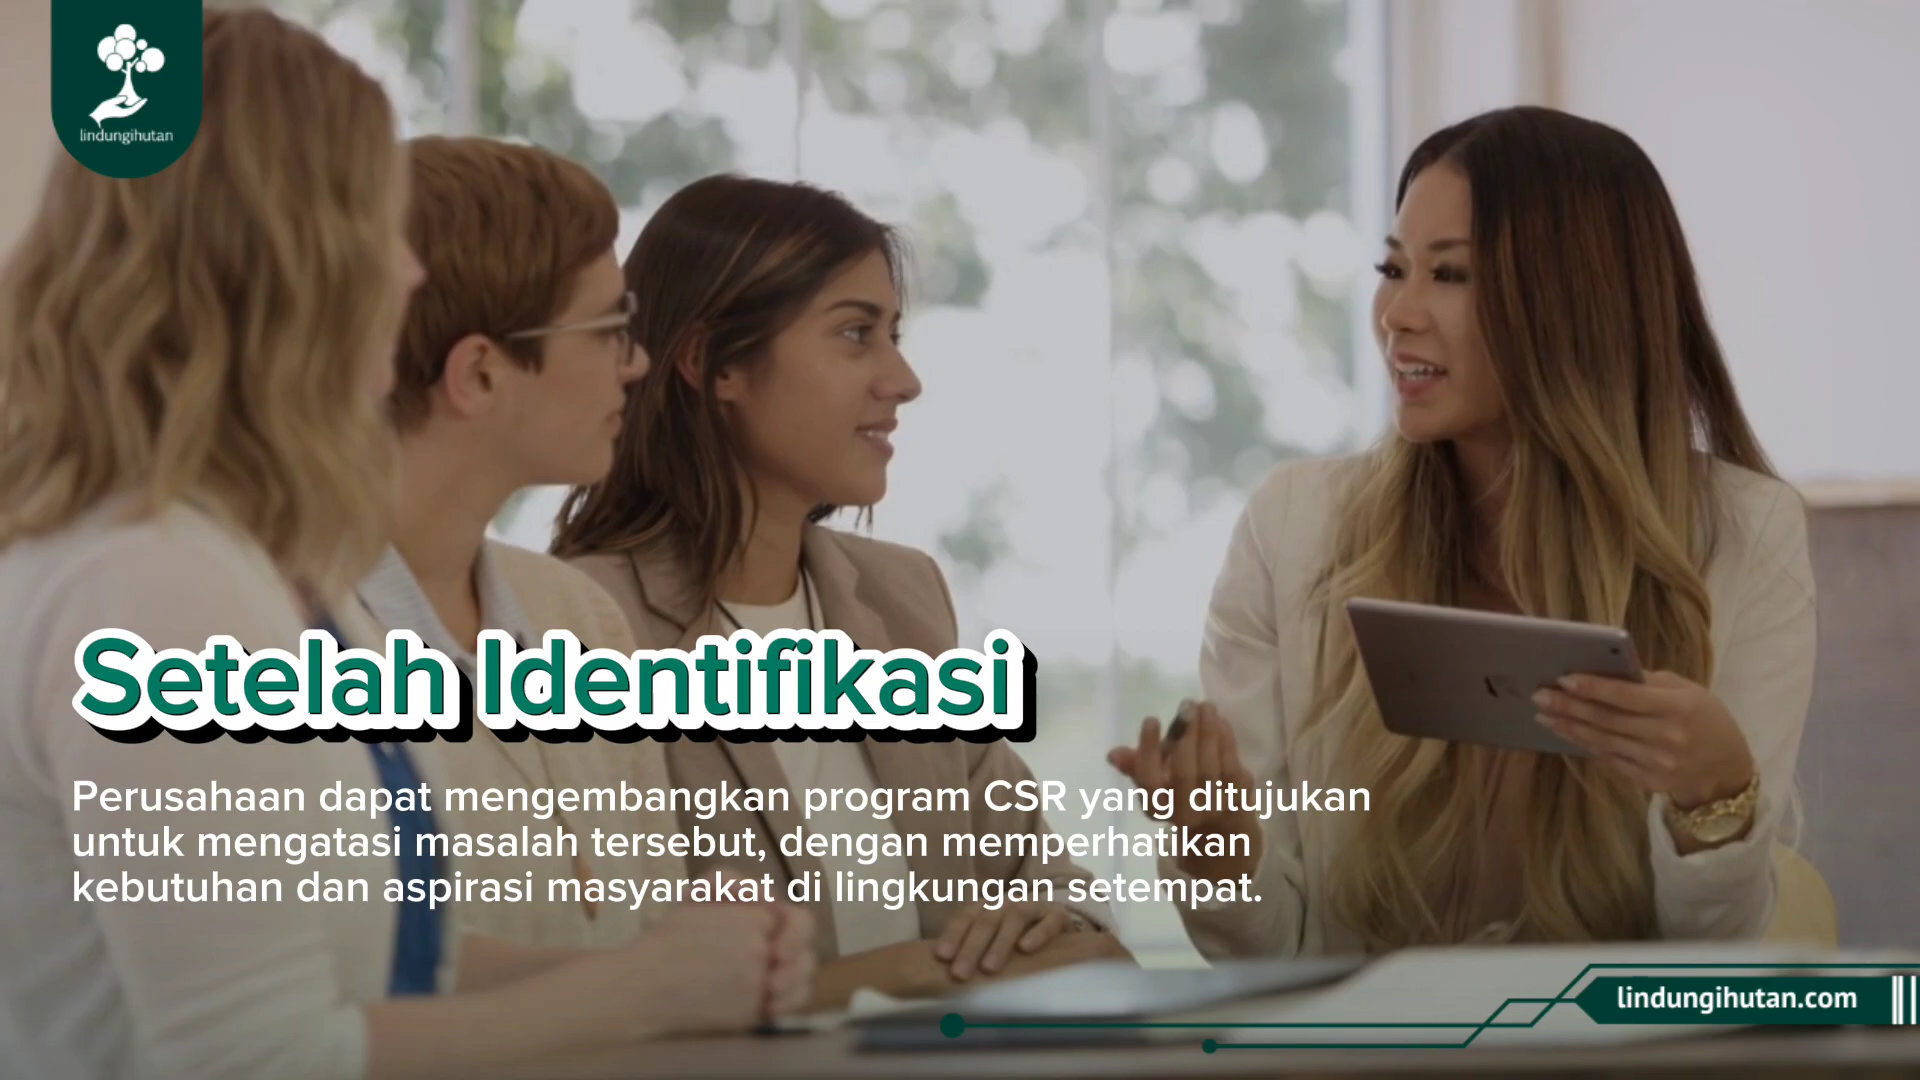 lindungihutan
Setelah Identifikasi
Perusahaan dapat mengembangkan program CSR yang ditujukan
untuk mengatasi masalah tersebut, dengan memperhatikan
kebutuhan dan aspirasi masyarakat di lingkungan setempat.
lindungihutan.com